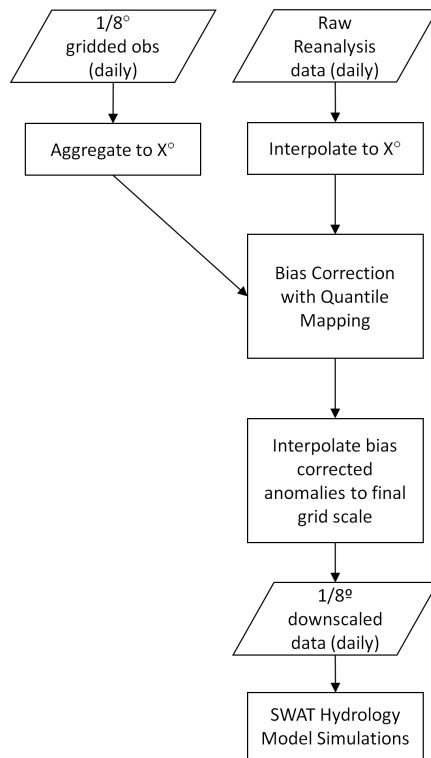 1/8°
gridded obs
(daily)
Raw
Reanalysis
data (daily)
Aggregate to X°
Interpolate to X°
Bias Correction
with Quantile
Mapping
Interpolate bias
corrected
anomalies to final
grid scale
1/8º
downscaled
data (daily)
SWAT Hydrology
Model Simulations